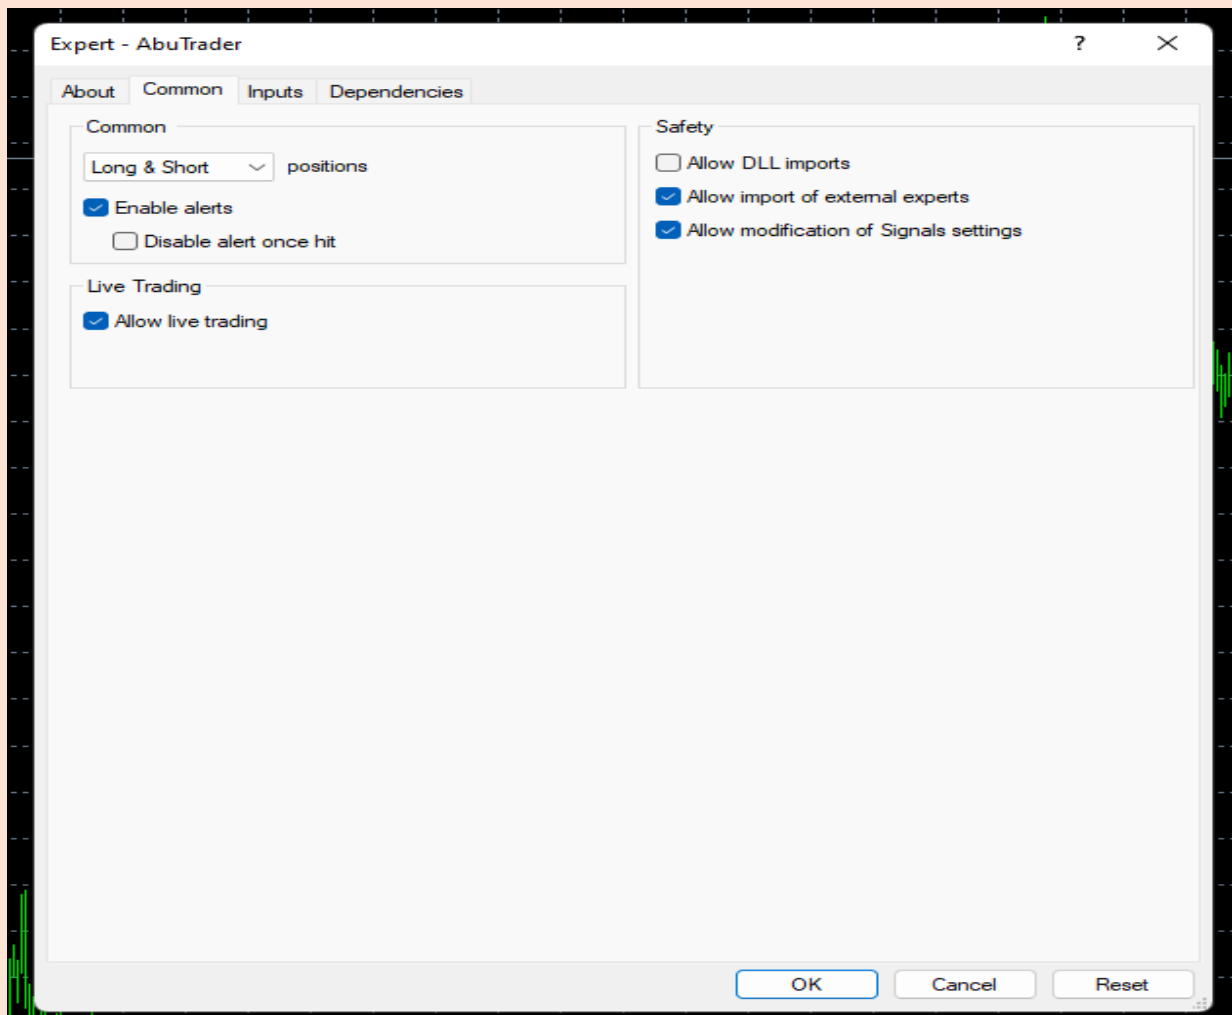 Expert - AbuTrader
?
About Common Inputs Dependencies
Common
Long & Short positions
Enable alerts
Disable alert once hit
Live Trading
Allow live trading
Safety
Allow DLL imports
Allow import of external experts
Allow modification of Signals settings
OK Cancel Reset